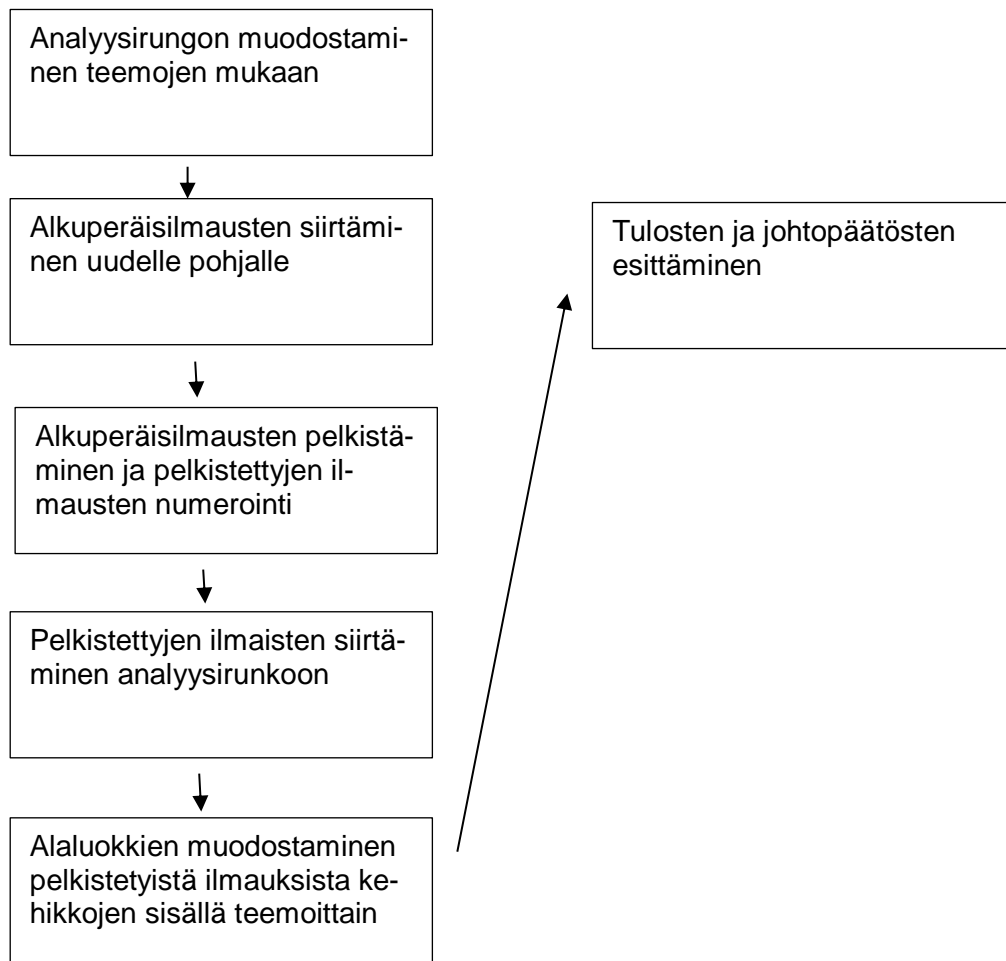 Analyysirungon muodostami-
nen teemojen mukaan
Alkuperäisilmausten siirtämi-
nen uudelle pohjalle
Alkuperäisilmausten pelkistä-
minen ja pelkistettyjen il-
mausten numerointi
Pelkistettyjen ilmaisten siirtä-
minen analyysirunkoon
Alaluokkien muodostaminen
pelkistetyistä ilmauksista ke-
hikkojen sisällä teemoittain
Tulosten ja johtopäätösten
esittäminen